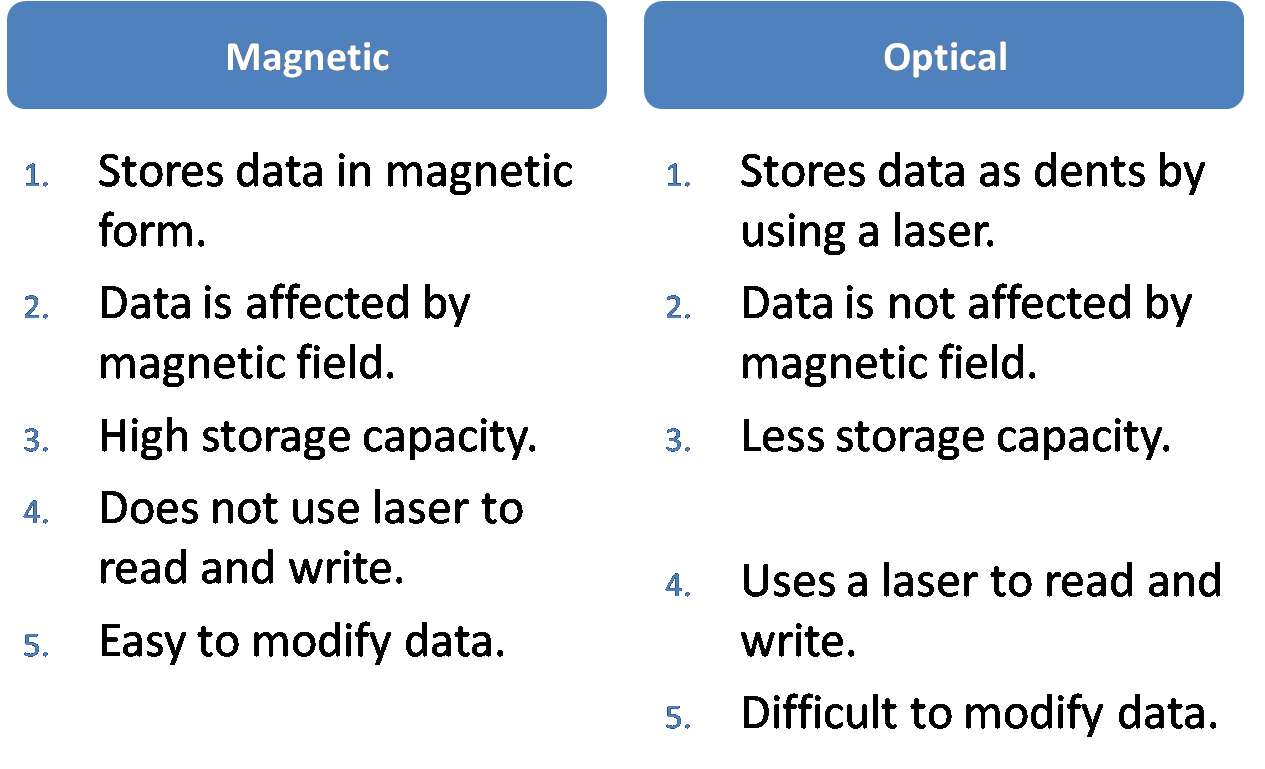 Magnetic
1. Stores data in magnetic
form.
2. Data is affected by
magnetic field.
3. High storage capacity.
4. Does not use laser to
read and write.
5. Easy to modify data.
Optical
1. Stores data as dents by
using a laser.
2. Data is not affected by
magnetic field.
3. Less storage capacity.
4. Uses a laser to read and
write.
5. Difficult to modify data.